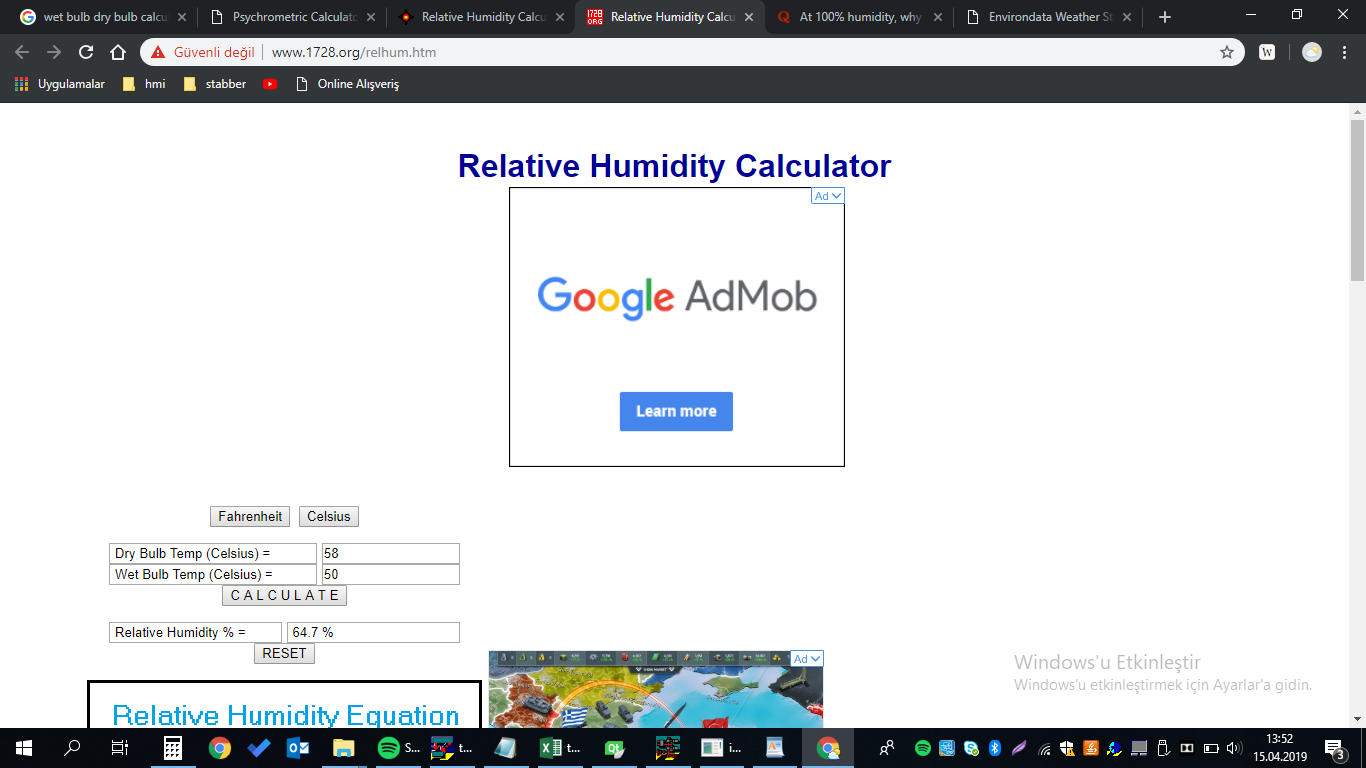 wet bulb dry bulb calcu
Psychrometric Calculato
Relative Humidity Calcu
Relative Humidity Calcu
At 100% humidity, why
Environdata Weather St
Güvenli değil
www.1728.org/relhum.htm
W
Uygulamalar
hmi
stabber
Online Alışveriş
Relative Humidity Calculator
Ad
Google AdMob
Learn more
Fahrenheit Celsius
Dry Bulb Temp (Celsius) = 58
Wet Bulb Temp (Celsius) = 50
C A L C U L A T E
Relative Humidity % = 64.7 %
RESET
Ad
Relative Humidity Equation
Windows'u Etkinleştir
Windows'u etkinleştirmek için Ayarlar'a gidin.
S...
t...
t...
i...
13:52
15.04.2019
3